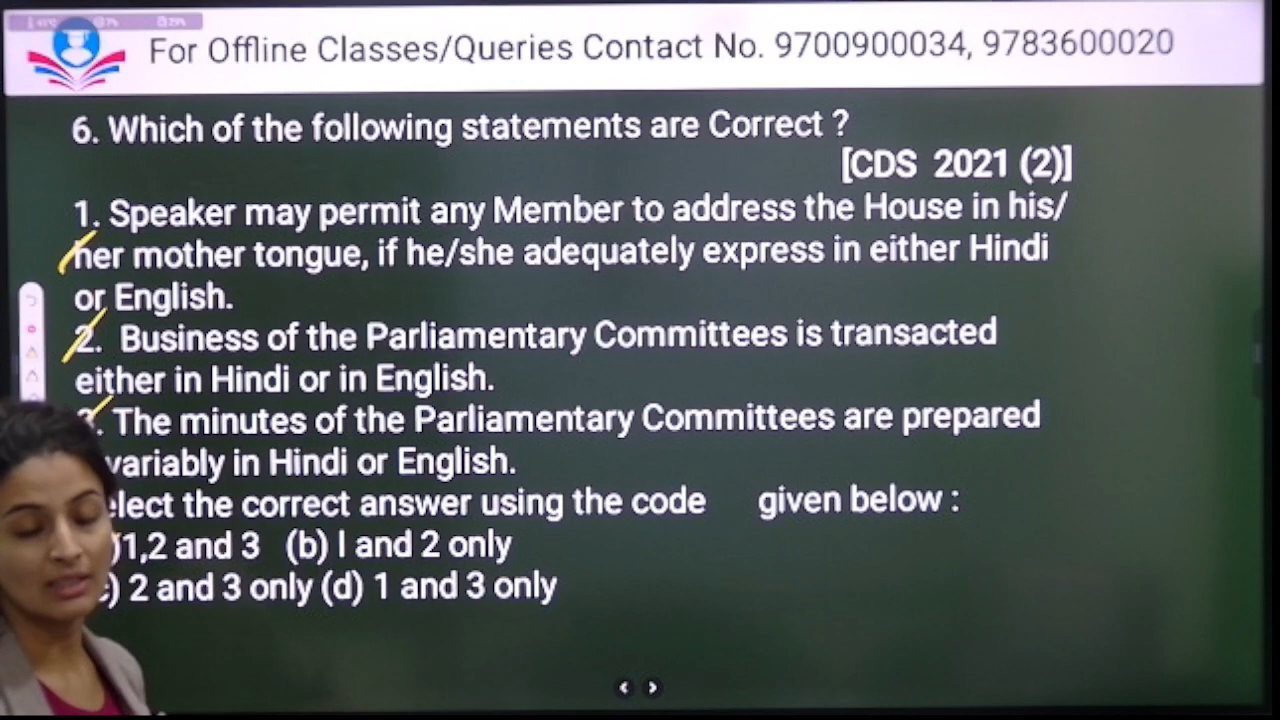 For Offline Classes/Queries Contact No. 9700900034, 9783600020
6. Which of the following statements are Correct ?
[CDS 2021 (2)]
1. Speaker may permit any Member to address the House in his/
her mother tongue, if he/she adequately express in either Hindi
or English.
2. Business of the Parliamentary Committees is transacted
either in Hindi or in English.
3. The minutes of the Parliamentary Committees are prepared
variably in Hindi or English.
elect the correct answer using the code given below :
)1,2 and 3 (b) l and 2 only
) 2 and 3 only (d) 1 and 3 only